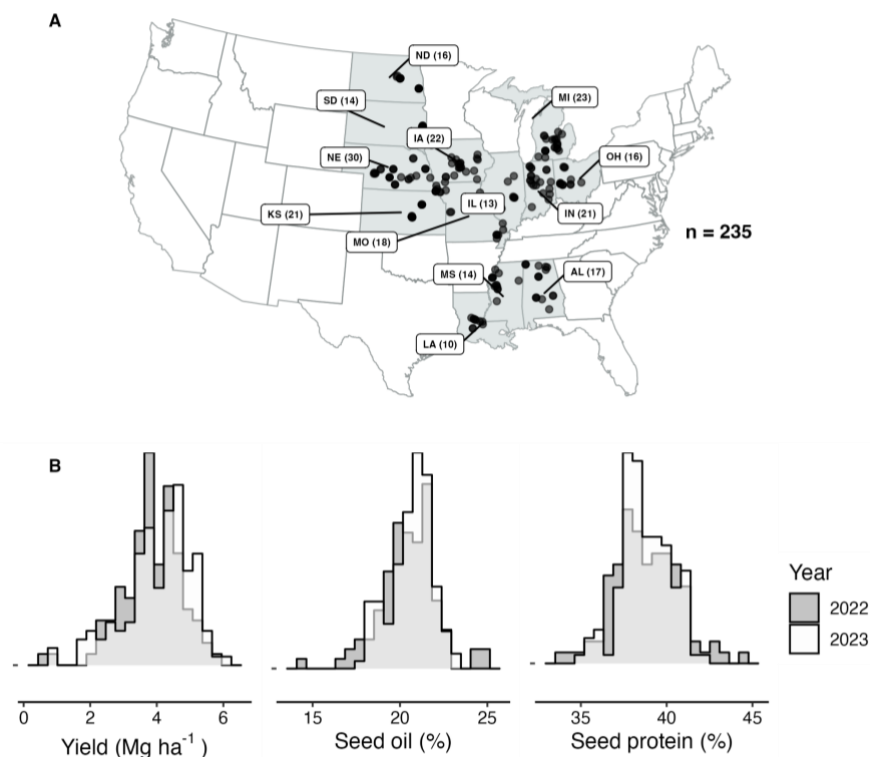 A
ND (16)
MI (23)
SD (14)
IA (22)
NE (30)
OH (16)
IL (13)
KS (21)
IN (21)
MO (18)
n = 235
MS (14)
AL (17)
LA (10)
B
Year
2022
2023
0 2 4 6
15 20 25
35 40 45
Yield (Mg ha⁻¹ )
Seed oil (%)
Seed protein (%)